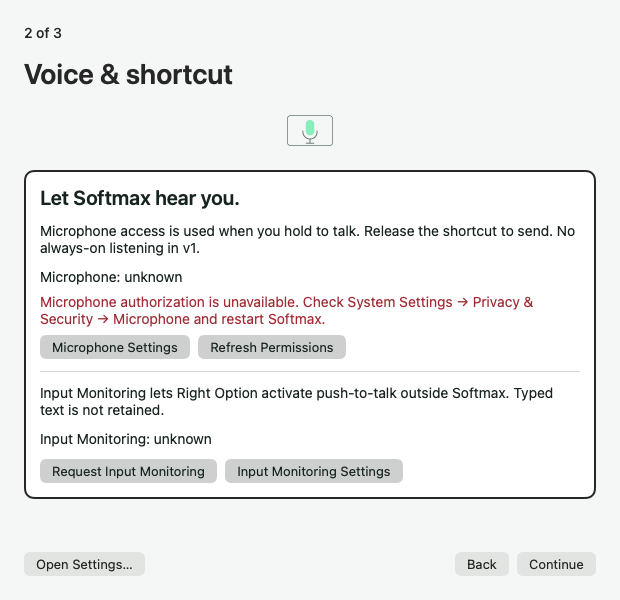 2 of 3
Voice & shortcut
Let Softmax hear you.
Microphone access is used when you hold to talk. Release the shortcut to send. No
always-on listening in v1.
Microphone: unknown
Microphone authorization is unavailable. Check System Settings → Privacy &
Security → Microphone and restart Softmax.
Microphone Settings
Refresh Permissions
Input Monitoring lets Right Option activate push-to-talk outside Softmax. Typed
text is not retained.
Input Monitoring: unknown
Request Input Monitoring
Input Monitoring Settings
Open Settings...
Back
Continue